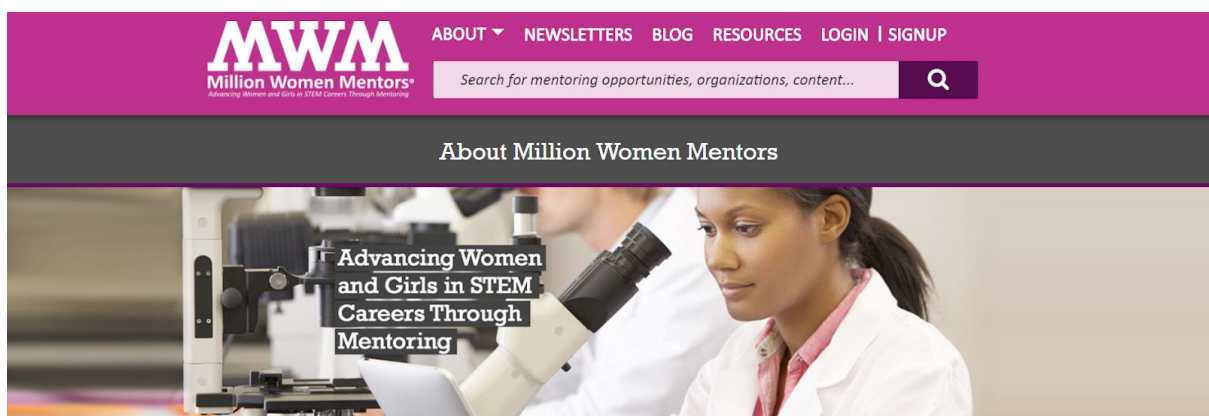 MWM
Million Women Mentors®
Advancing Women and Girls in STEM Careers Through Mentoring
ABOUT NEWSLETTERS BLOG RESOURCES LOGIN | SIGNUP
Search for mentoring opportunities, organizations, content...
About Million Women Mentors
Advancing Women
and Girls in STEM
Careers Through
Mentoring